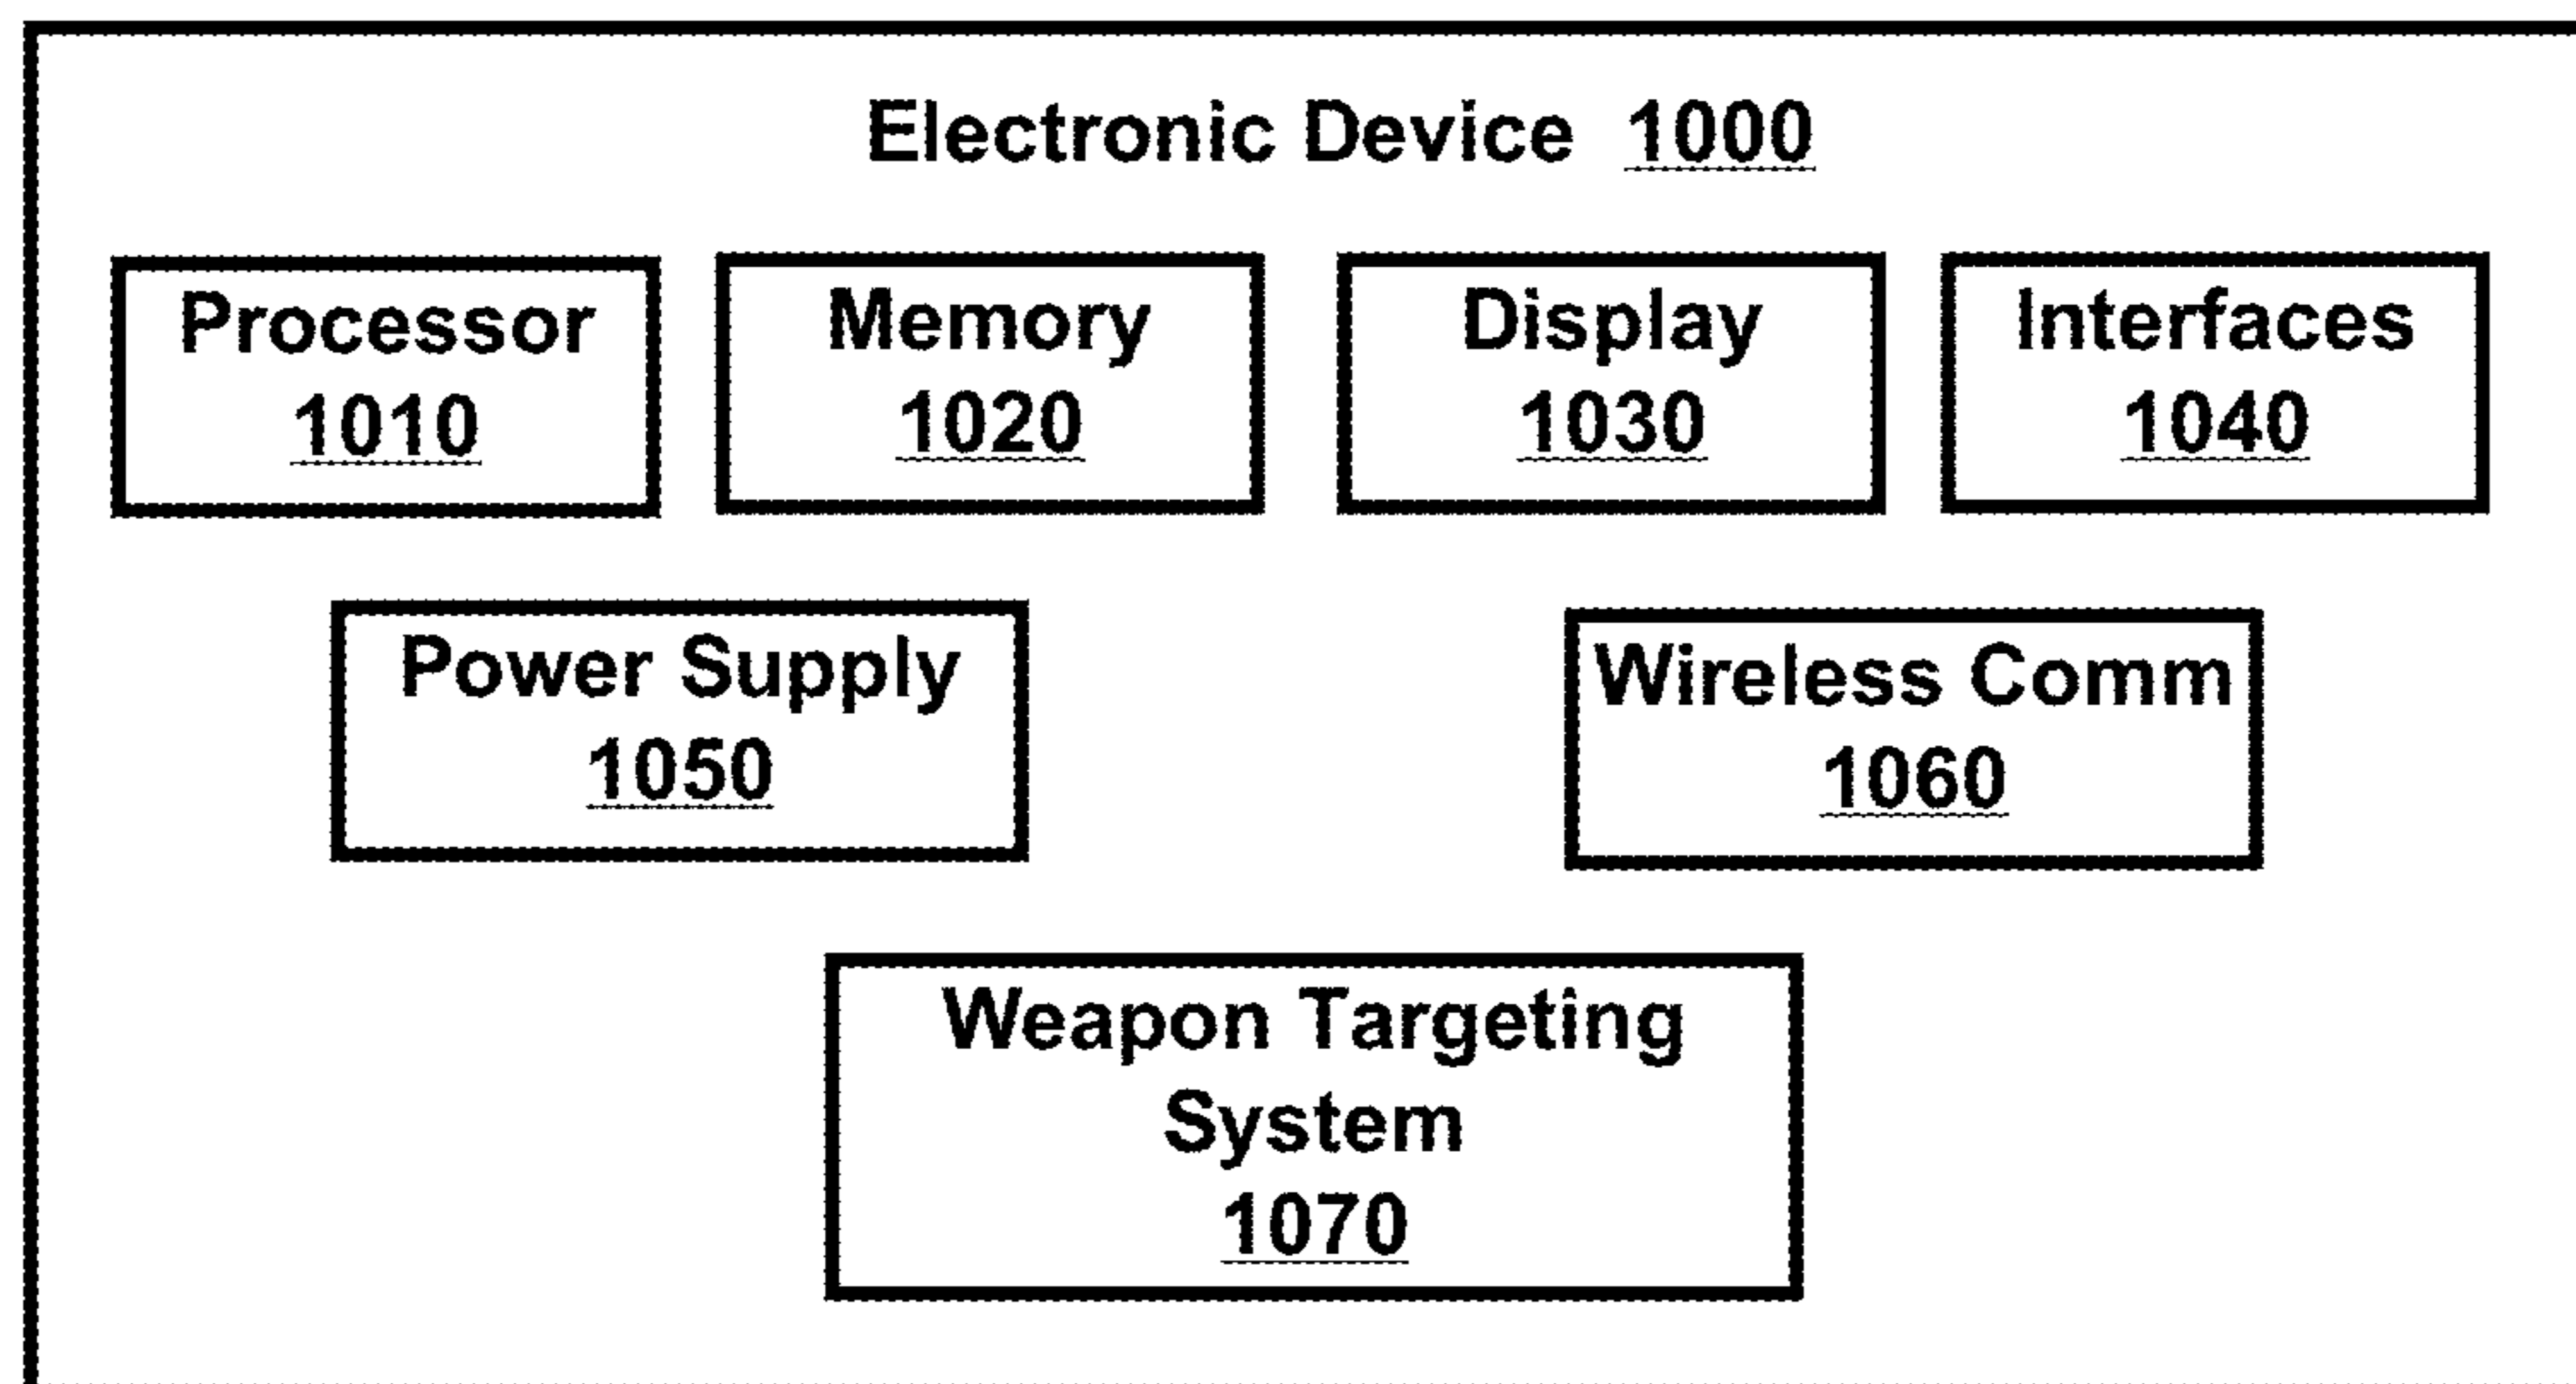 Electronic Device 1000
Processor
1010
Memory
1020
Display
1030
Interfaces
1040
Power Supply
1050
Wireless Comm
1060
Weapon Targeting
System
1070